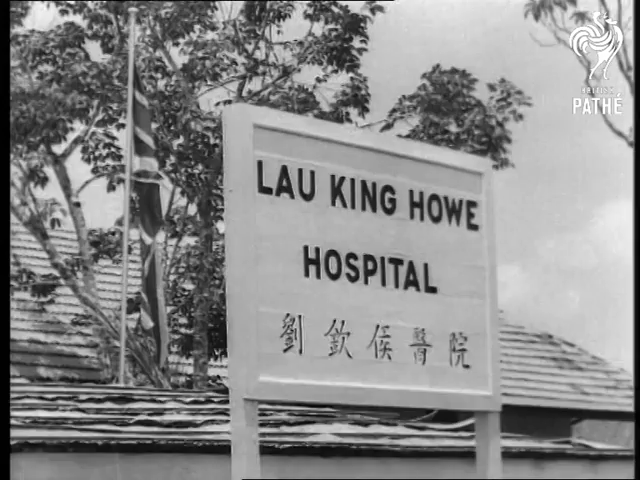 BRITISH
PATHÉ
LAU KING HOWE
HOSPITAL
劉欽侯醫院